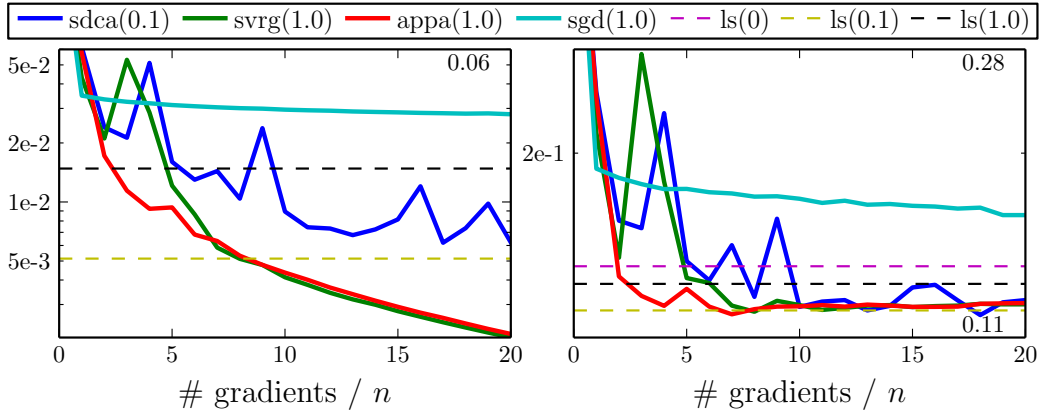 sdca(0.1) svrg(1.0) appa(1.0) sgd(1.0) ls(0) ls(0.1) ls(1.0)
5e-2
2e-2
1e-2
5e-3
0.06
0 5 10 15 20
# gradients / n
2e-1
0.28
0.11
0 5 10 15 20
# gradients / n